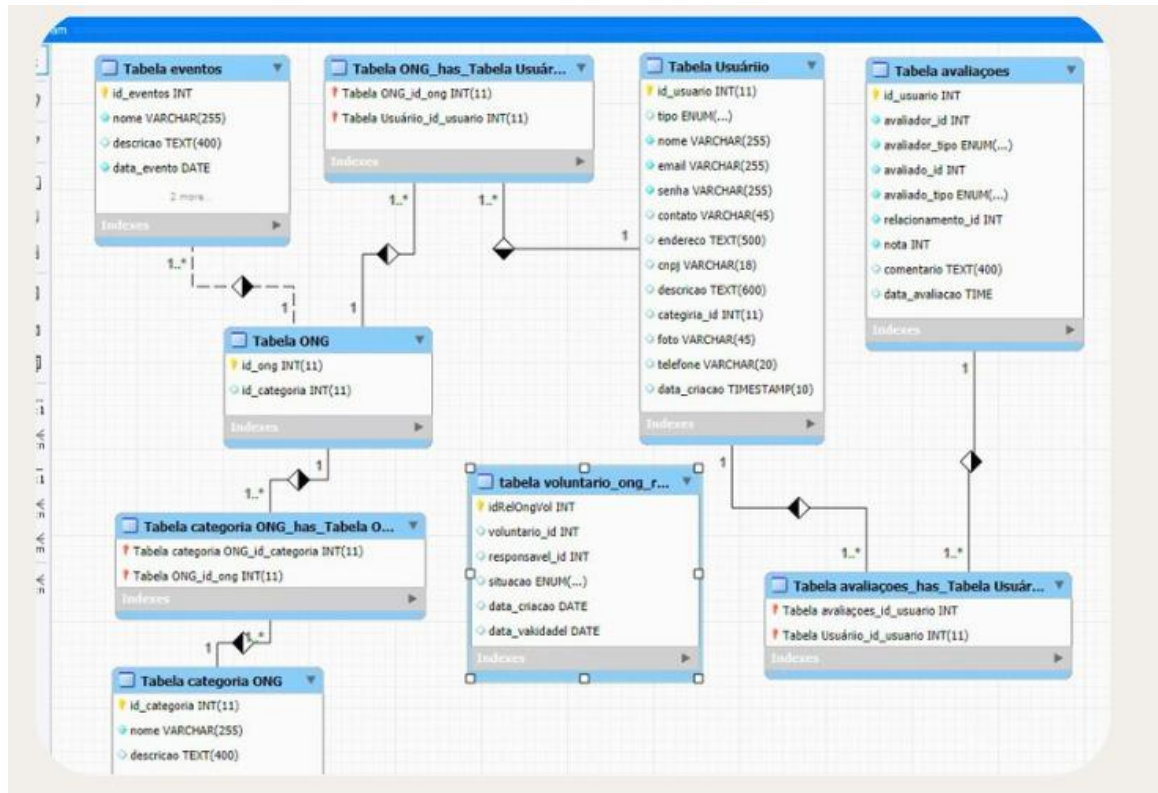 am
Tabela eventos
id_eventos INT
nome VARCHAR(255)
descricao TEXT(400)
data_evento DATE
2 more...
Indexes
Tabela ONG_has_Tabela Usuár...
Tabela ONG_id_ong INT(11)
Tabela Usuário_id_usuario INT(11)
Indexes
Tabela Usuáriio
id_usuario INT(11)
tipo ENUM(...)
nome VARCHAR(255)
email VARCHAR(255)
senha VARCHAR(255)
contato VARCHAR(45)
endereco TEXT(500)
cnpj VARCHAR(18)
descricao TEXT(600)
categiria_id INT(11)
foto VARCHAR(45)
telefone VARCHAR(20)
data_criacao TIMESTAMP(10)
Tabela avaliaçoes
id_usuario INT
avaliador_id INT
avaliador_tipo ENUM(...)
avaliado_id INT
avaliado_tipo ENUM(...)
relacionamento_id INT
nota INT
comentario TEXT(400)
data_avaliacao TIME
Indexes
1..*
1..*
1
1..*
1
1
1
Tabela ONG
id_ong INT(11)
id_categoria INT(11)
Indexes
Indexes
1
1..*
1
1..*
1..*
Tabela categoria ONG_has_Tabela O...
Tabela categoria ONG_id_categoria INT(11)
Tabela ONG_id_ong INT(11)
Indexes
tabela voluntario_ong_r...
idRelOngVol INT
voluntario_id INT
responsavel_id INT
situacao ENUM(...)
data_criacao DATE
data_vakidadel DATE
Indexes
Tabela avaliaçoes_has_Tabela Usuár...
Tabela avaliaçoes_id_usuario INT
Tabela Usuáriio_id_usuario INT(11)
Indexes
1
1..*
Tabela categoria ONG
id_categoria INT(11)
nome VARCHAR(255)
descricao TEXT(400)